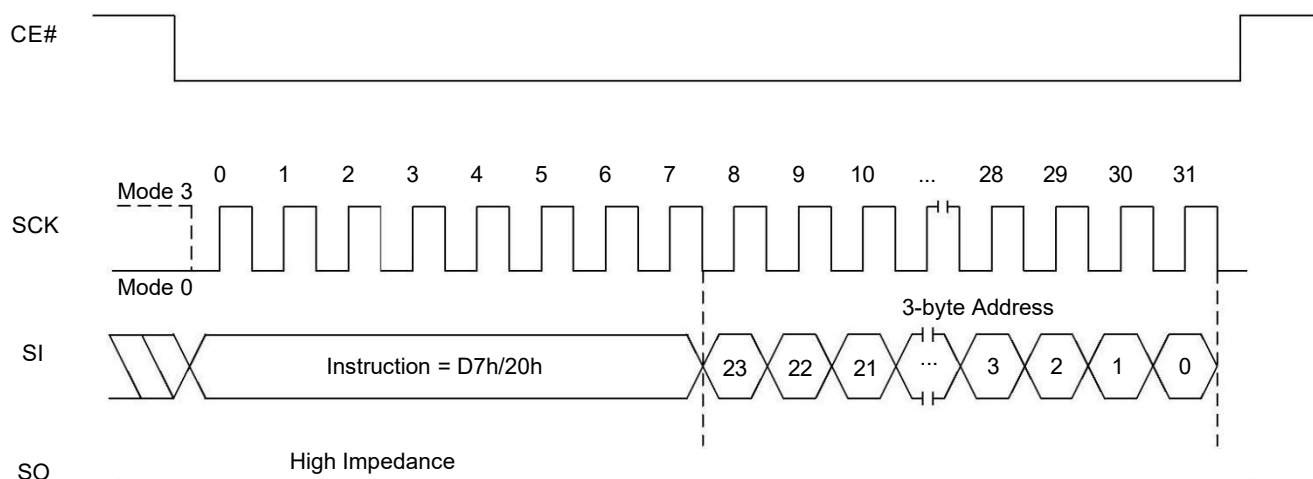 CE#
0 1 2 3 4 5 6 7 8 9 10 ... 28 29 30 31
Mode 3
SCK
Mode 0
3-byte Address
SI
Instruction = D7h/20h
23 22 21 ... 3 2 1 0
High Impedance
SO